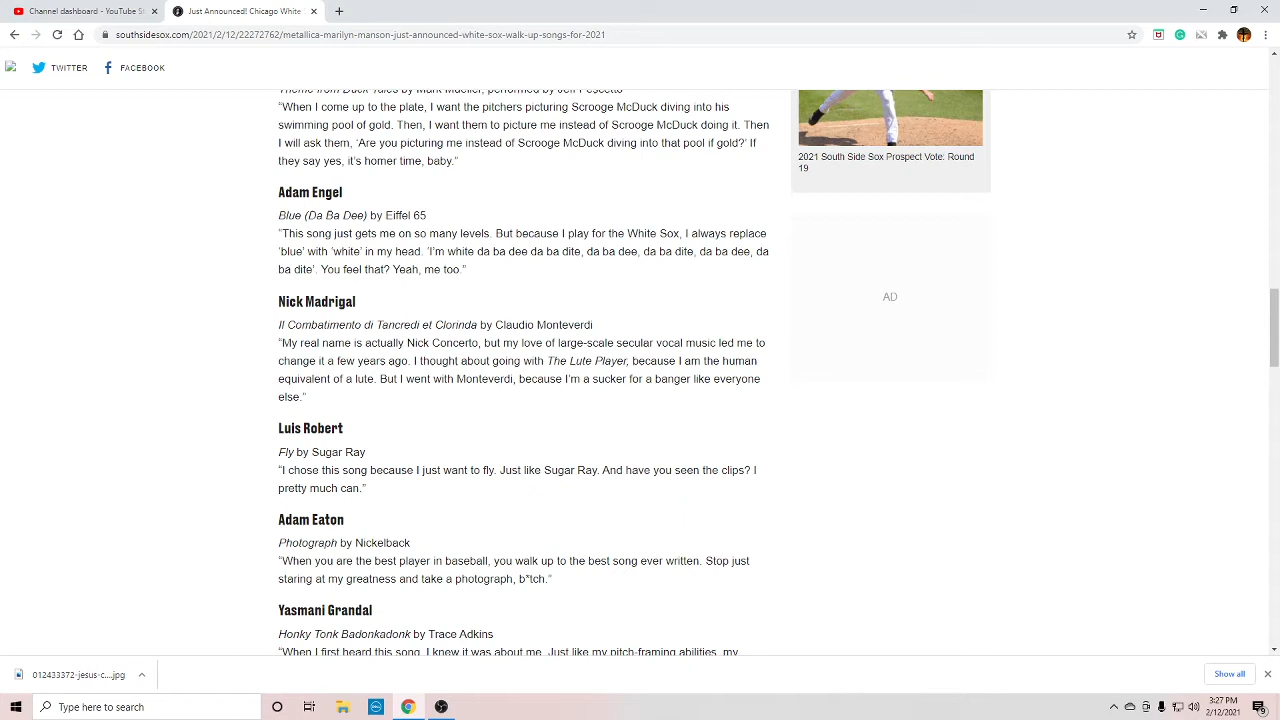 Channel dashboard - YouTube St
Just Announced! Chicago White
southsidesox.com/2021/2/12/22272762/metallica-marilyn-manson-just-announced-white-sox-walk-up-songs-for-2021
TWITTER
FACEBOOK
Theme from Duck Tales by Mark Mueller, performed by Jeff Pescetto
“When I come up to the plate, I want the pitchers picturing Scrooge McDuck diving into his
swimming pool of gold. Then, I want them to picture me instead of Scrooge McDuck doing it. Then
I will ask them, ‘Are you picturing me instead of Scrooge McDuck diving into that pool if gold?’ If
they say yes, it’s homer time, baby.”
Adam Engel
Blue (Da Ba Dee) by Eiffel 65
“This song just gets me on so many levels. But because I play for the White Sox, I always replace
‘blue’ with ‘white’ in my head. ‘I’m white da ba dee da ba dite, da ba dee, da ba dite, da ba dee, da
ba dite’. You feel that? Yeah, me too.”
Nick Madrigal
Il Combatimento di Tancredi et Clorinda by Claudio Monteverdi
“My real name is actually Nick Concerto, but my love of large-scale secular vocal music led me to
change it a few years ago. I thought about going with The Lute Player, because I am the human
equivalent of a lute. But I went with Monteverdi, because I’m a sucker for a banger like everyone
else.”
Luis Robert
Fly by Sugar Ray
“I chose this song because I just want to fly. Just like Sugar Ray. And have you seen the clips? I
pretty much can.”
Adam Eaton
Photograph by Nickelback
“When you are the best player in baseball, you walk up to the best song ever written. Stop just
staring at my greatness and take a photograph, b*tch.”
Yasmani Grandal
Honky Tonk Badonkadonk by Trace Adkins
“When I first heard this song, I knew it was about me. Just like my pitch-framing abilities, my
2021 South Side Sox Prospect Vote: Round
19
AD
012433372-jesus-c....jpg
Show all
Type here to search
DELL
3:27 PM
2/12/2021
9